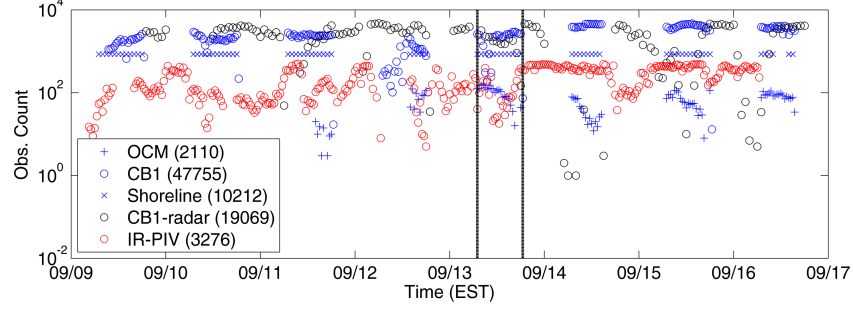 10^4
10^2
10^0
10^-2
Obs. Count
OCM (2110)
CB1 (47755)
Shoreline (10212)
CB1-radar (19069)
IR-PIV (3276)
09/09 09/10 09/11 09/12 09/13 09/14 09/15 09/16 09/17
Time (EST)